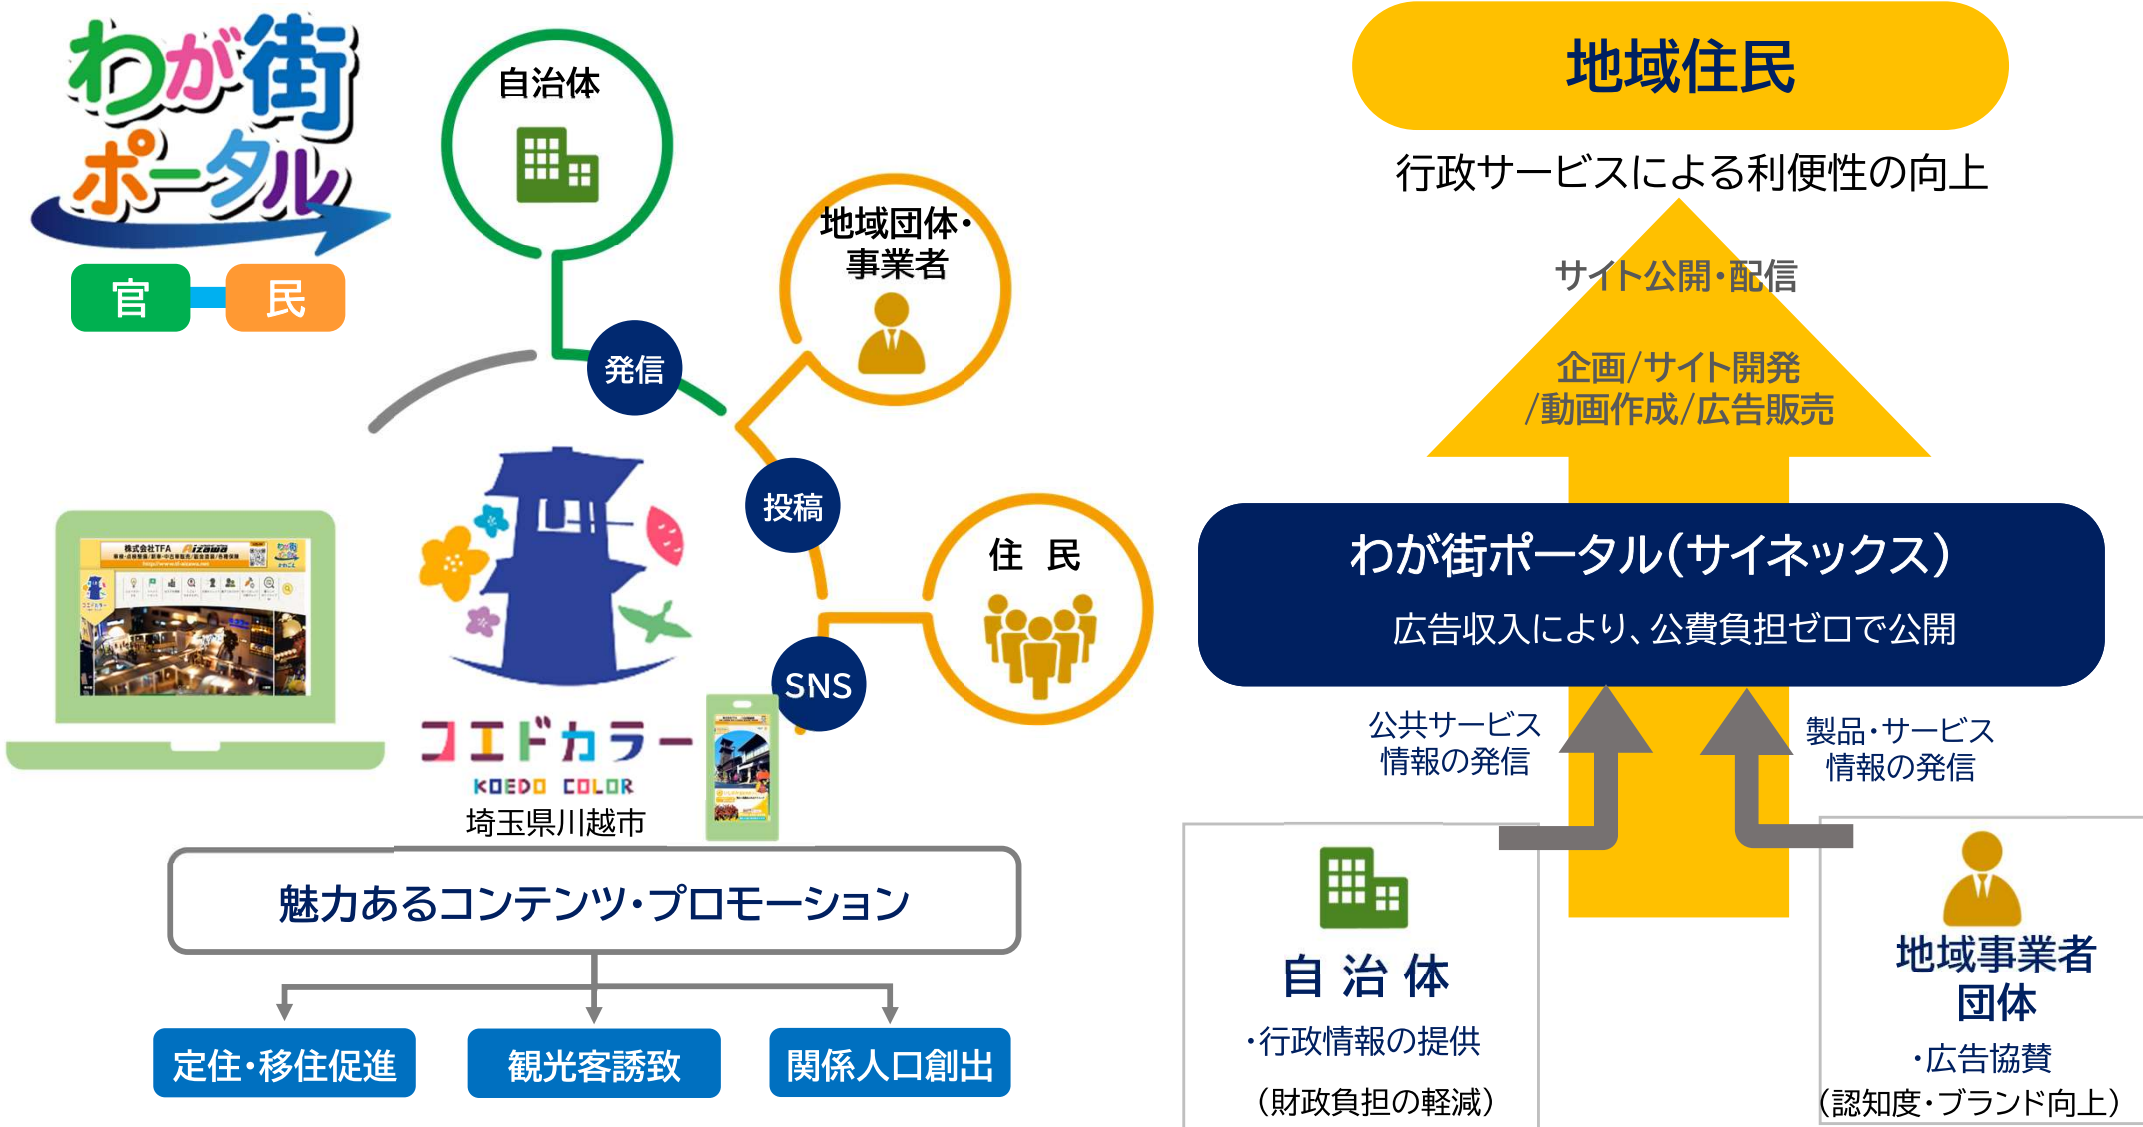 わが街
ポータル
官
民
自治体
地域団体・
事業者
発信
投稿
住 民
SNS
株式会社TFA Aizawa
コエドカラー
KOEDO COLOR
埼玉県川越市
魅力あるコンテンツ・プロモーション
定住・移住促進
観光客誘致
関係人口創出
地域住民
行政サービスによる利便性の向上
サイト公開・配信
企画/サイト開発
/動画作成/広告販売
わが街ポータル（サイネックス）
広告収入により、公費負担ゼロで公開
公共サービス
情報の発信
製品・サービス
情報の発信
自 治 体
・行政情報の提供
（財政負担の軽減）
地域事業者
団体
・広告協賛
（認知度・ブランド向上）